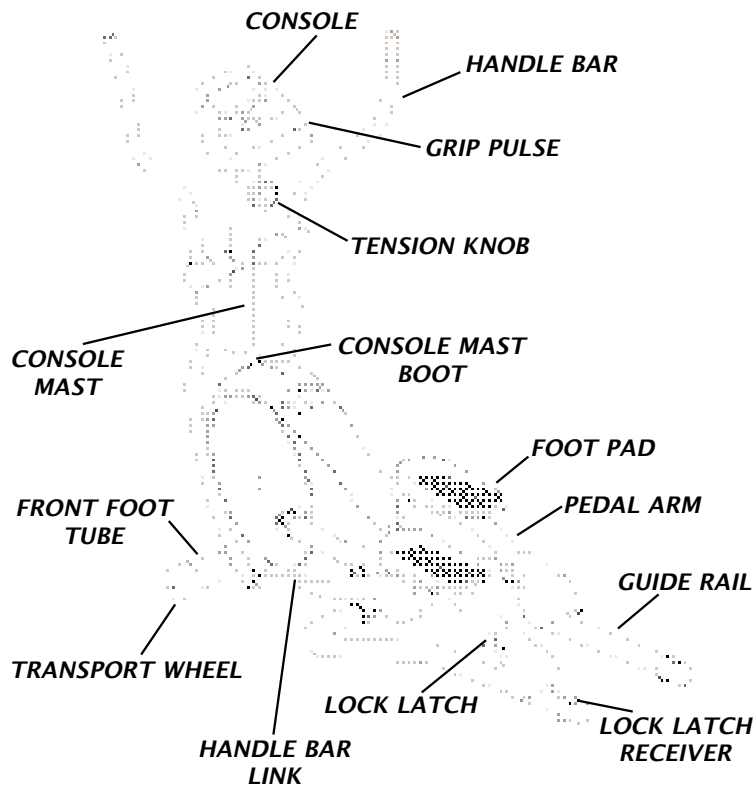 CONSOLE
HANDLE BAR
GRIP PULSE
TENSION KNOB
CONSOLE
MAST
CONSOLE MAST
BOOT
FOOT PAD
FRONT FOOT
TUBE
PEDAL ARM
GUIDE RAIL
TRANSPORT WHEEL
LOCK LATCH
LOCK LATCH
RECEIVER
HANDLE BAR
LINK